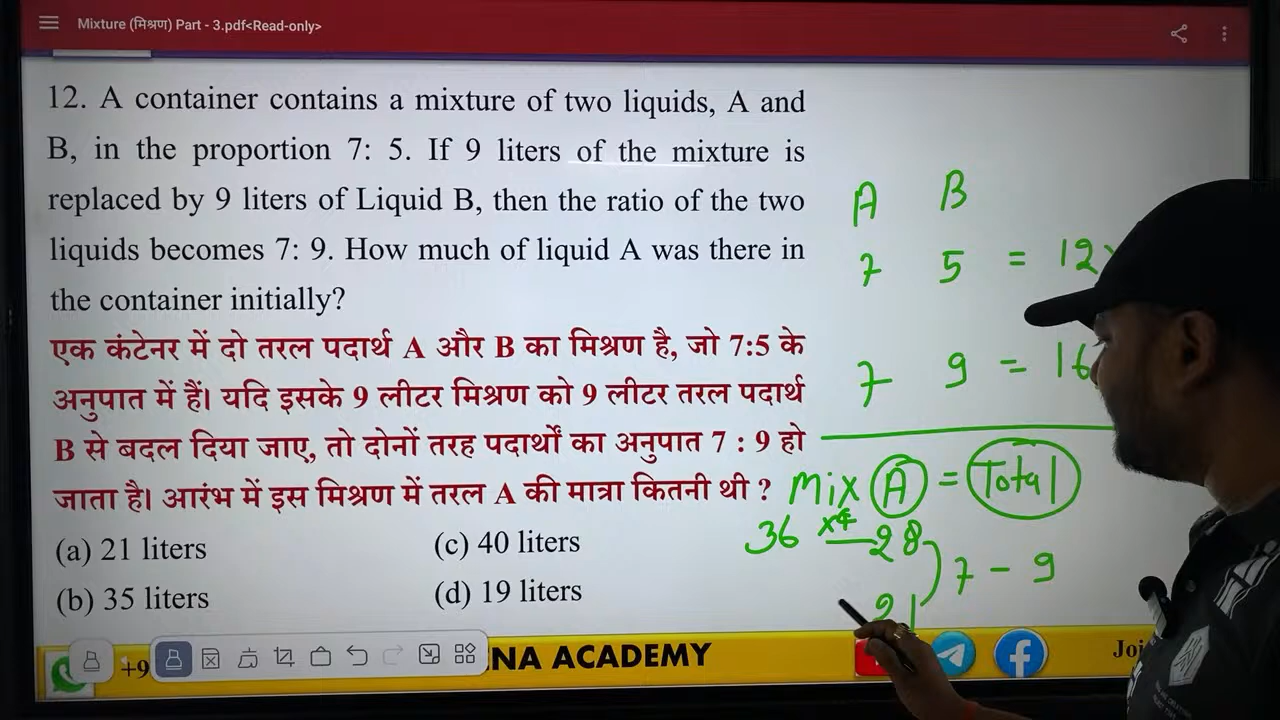 Mixture (मिश्रण) Part - 3.pdf<Read-only>
12. A container contains a mixture of two liquids, A and
B, in the proportion 7: 5. If 9 liters of the mixture is
replaced by 9 liters of Liquid B, then the ratio of the two
liquids becomes 7: 9. How much of liquid A was there in
the container initially?
एक कंटेनर में दो तरल पदार्थ A और B का मिश्रण है, जो 7:5 के
अनुपात में हैं। यदि इसके 9 लीटर मिश्रण को 9 लीटर तरल पदार्थ
B से बदल दिया जाए, तो दोनों तरह पदार्थों का अनुपात 7 : 9 हो
जाता है। आरंभ में इस मिश्रण में तरल A की मात्रा कितनी थी ?
(a) 21 liters
(c) 40 liters
(b) 35 liters
(d) 19 liters
A B
7 5 = 12
7 9 = 16
Mix A = Total
36 x4 28
7 - 9
21
+9
NA ACADEMY
Joi